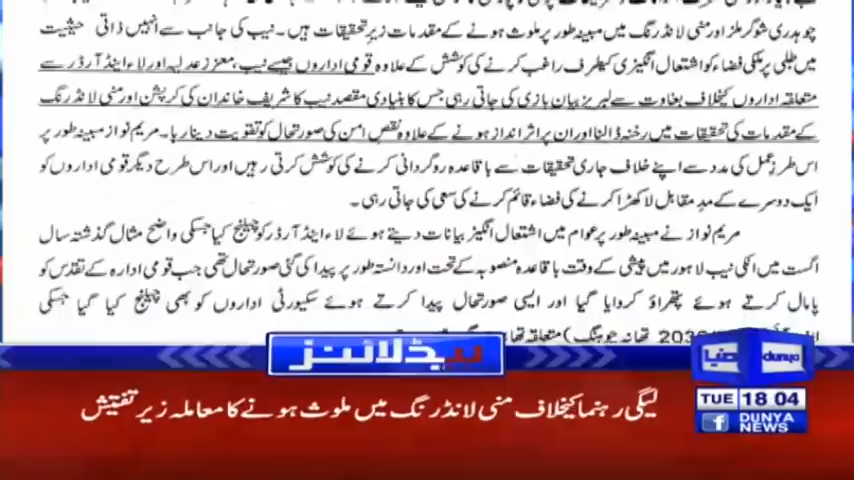 چوہدری شوگر ملز اور منی لانڈرنگ میں مبینہ طور پر ملوث ہونے کے مقدمات زیر تحقیقات ہیں۔ نیب کی جانب سے انہیں ذاتی حیثیت
میں طلبی پر ملکی فضاء کو اشتعال انگیزی کیطرف راغب کرنے کی کوشش کے علاوہ قومی اداروں جیسے نیب، معزز عدلیہ اور لاء اینڈ آرڈر سے
متعلقہ اداروں کیخلاف بغاوت سے لبریز بیان بازی کی جاتی رہی جس کا بنیادی مقصد نیب کا شریف خاندان کی کرپشن اور منی لانڈرنگ
کے مقدمات کی تحقیقات میں رخنہ ڈالنا اور ان پر اثر انداز ہونے کے علاوہ نقص امن کی صورتحال کو تقویت دینا رہا۔ مریم نواز مبینہ طور پر
اس طرز عمل کی مدد سے اپنے خلاف جاری تحقیقات سے باقاعدہ روگردانی کرنے کی کوشش کرتی رہیں اور اس طرح دیگر قومی اداروں کو
ایک دوسرے کے مد مقابل لا کھڑا کرنے کی فضاء قائم کرنے کی سعی کی جاتی رہی۔
مریم نواز نے مبینہ طور پر عوام میں اشتعال انگیز بیانات دیتے ہوئے لاء اینڈ آرڈر کو چیلنج کیا جسکی واضح مثال گذشتہ سال
اگست میں انکی نیب لاہور میں پیشی کے وقت باقاعدہ منصوبہ کے تحت اور دانستہ طور پر پیدا کی گئی صورتحال تھی جب قومی ادارہ کے تقدس کو
پامال کرتے ہوئے پتھراؤ کروایا گیا اور ایسی صورتحال پیدا کرتے ہوئے سکیورٹی اداروں کو بھی چیلنج کیا گیا جسکی
تھانہ چوہنگ) متعلقہ تھا
ہیڈلائنز
دنیا dunya
لیگی رہنما کیخلاف منی لانڈرنگ میں ملوث ہونے کا معاملہ زیر تفتیش
TUE 18 04
f DUNYA NEWS